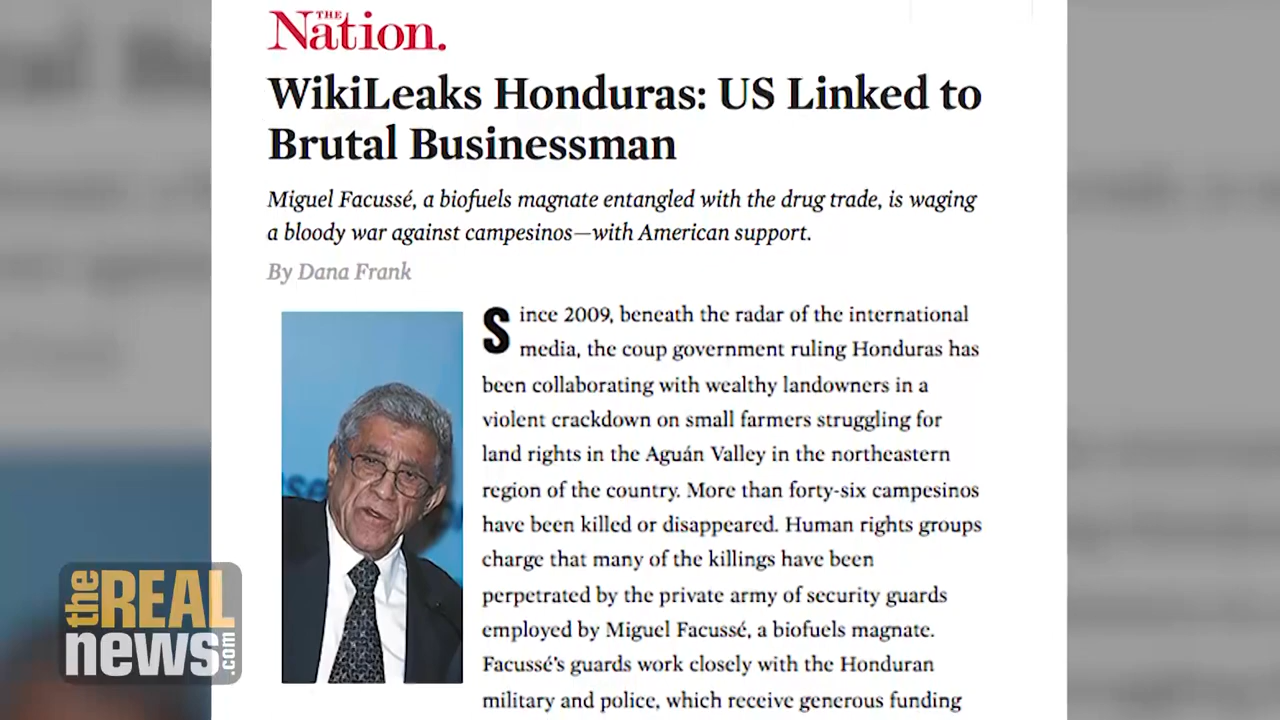 THE
Nation.
WikiLeaks Honduras: US Linked to
Brutal Businessman
Miguel Facussé, a biofuels magnate entangled with the drug trade, is waging
a bloody war against campesinos—with American support.
By Dana Frank
Since 2009, beneath the radar of the international
media, the coup government ruling Honduras has
been collaborating with wealthy landowners in a
violent crackdown on small farmers struggling for
land rights in the Aguán Valley in the northeastern
region of the country. More than forty-six campesinos
have been killed or disappeared. Human rights groups
charge that many of the killings have been
perpetrated by the private army of security guards
employed by Miguel Facussé, a biofuels magnate.
Facussé's guards work closely with the Honduran
military and police, which receive generous funding
the REAL
news.com